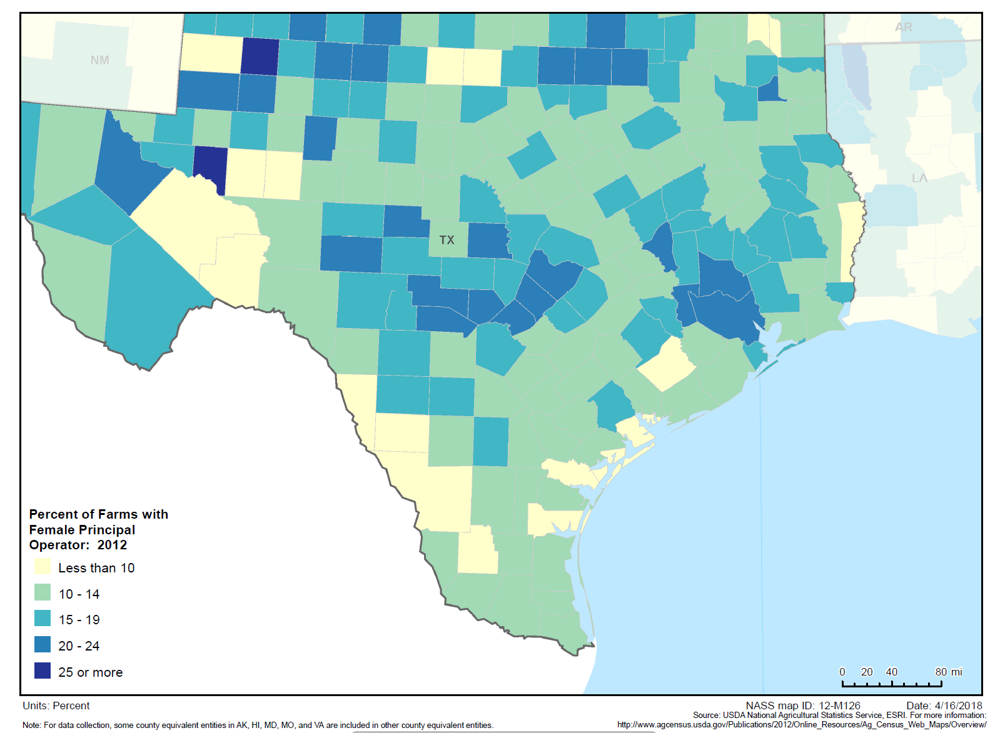 NM
AR
LA
TX
Percent of Farms with
Female Principal
Operator: 2012
Less than 10
10 - 14
15 - 19
20 - 24
25 or more
0 20 40 80 mi
Units: Percent
NASS map ID: 12-M126 Date: 4/16/2018
Source: USDA National Agricultural Statistics Service, ESRI. For more information:
Note: For data collection, some county equivalent entities in AK, HI, MD, MO, and VA are included in other county equivalent entities.
http://www.agcensus.usda.gov/Publications/2012/Online_Resources/Ag_Census_Web_Maps/Overview/